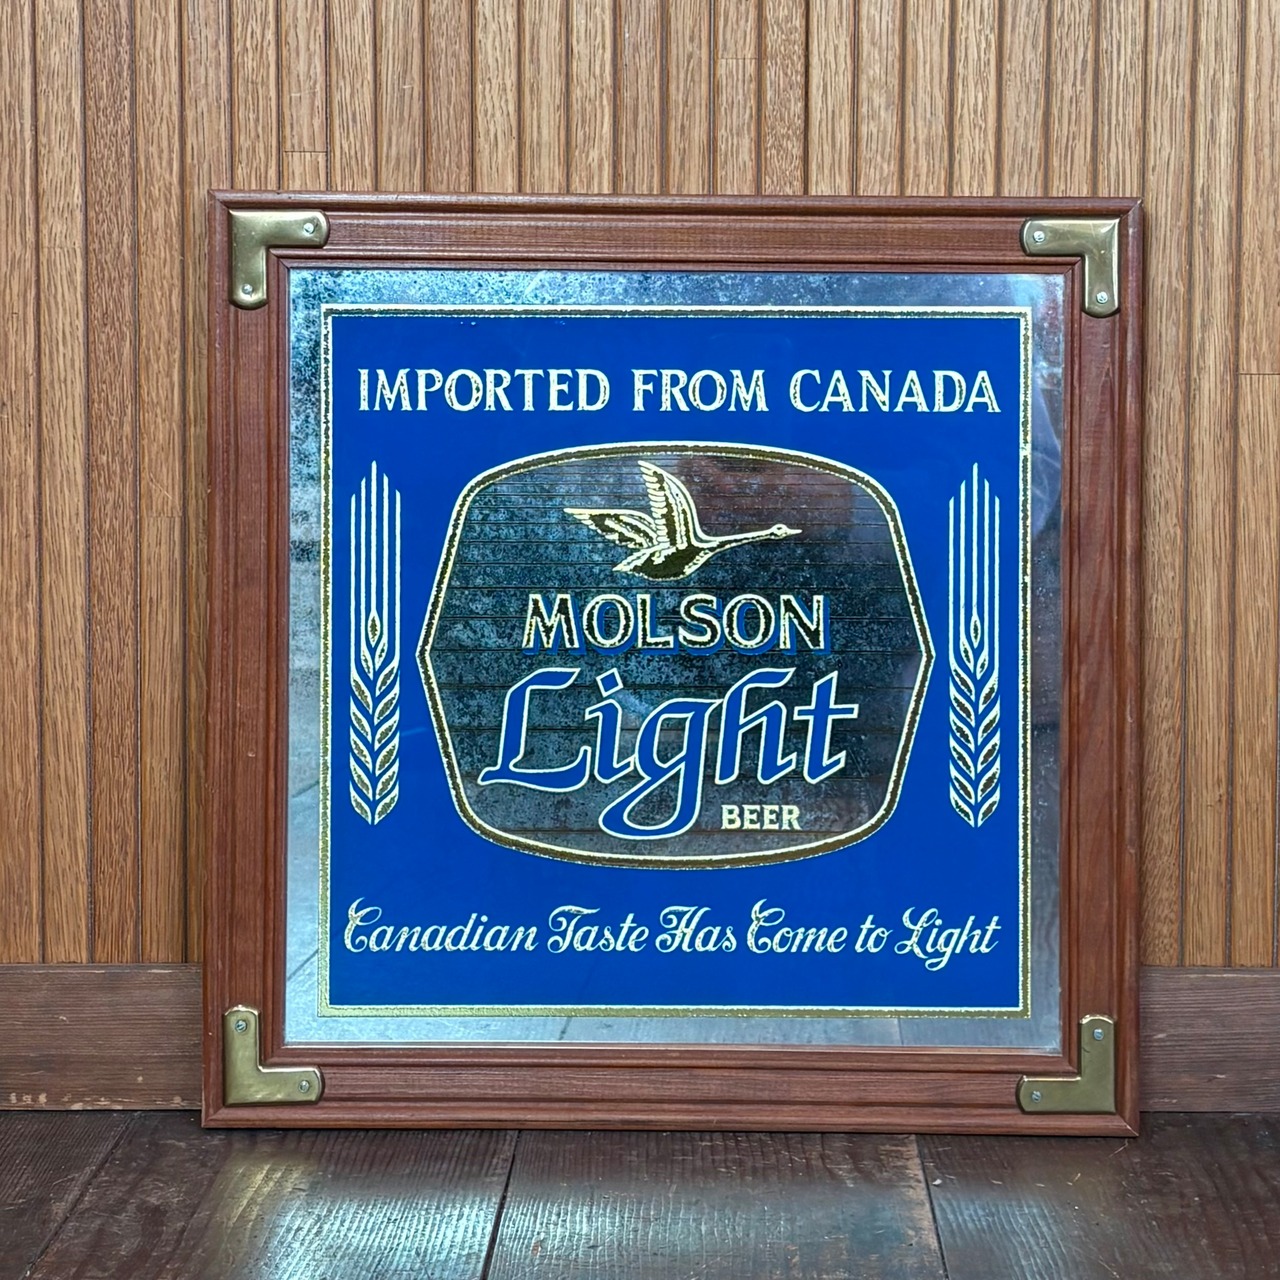 IMPORTED FROM CANADA
MOLSON
Light
BEER
Canadian Taste Has Come to Light